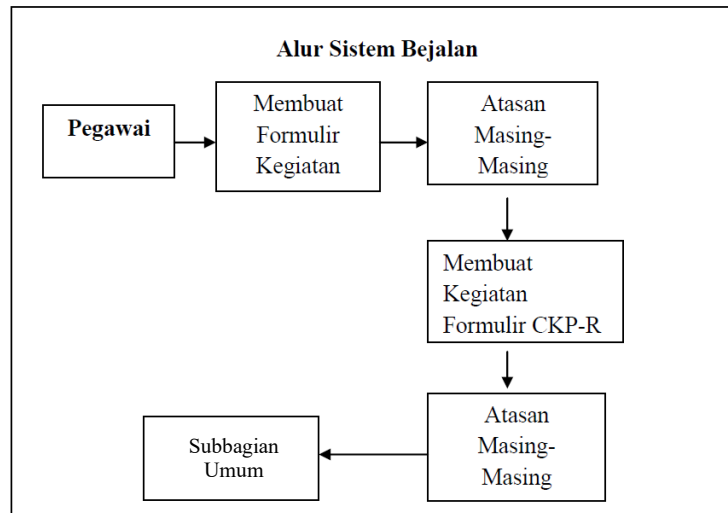 Alur Sistem Bejalan
Pegawai
Membuat
Formulir
Kegiatan
Atasan
Masing-
Masing
Membuat
Kegiatan
Formulir CKP-R
Atasan
Masing-
Masing
Subbagian
Umum